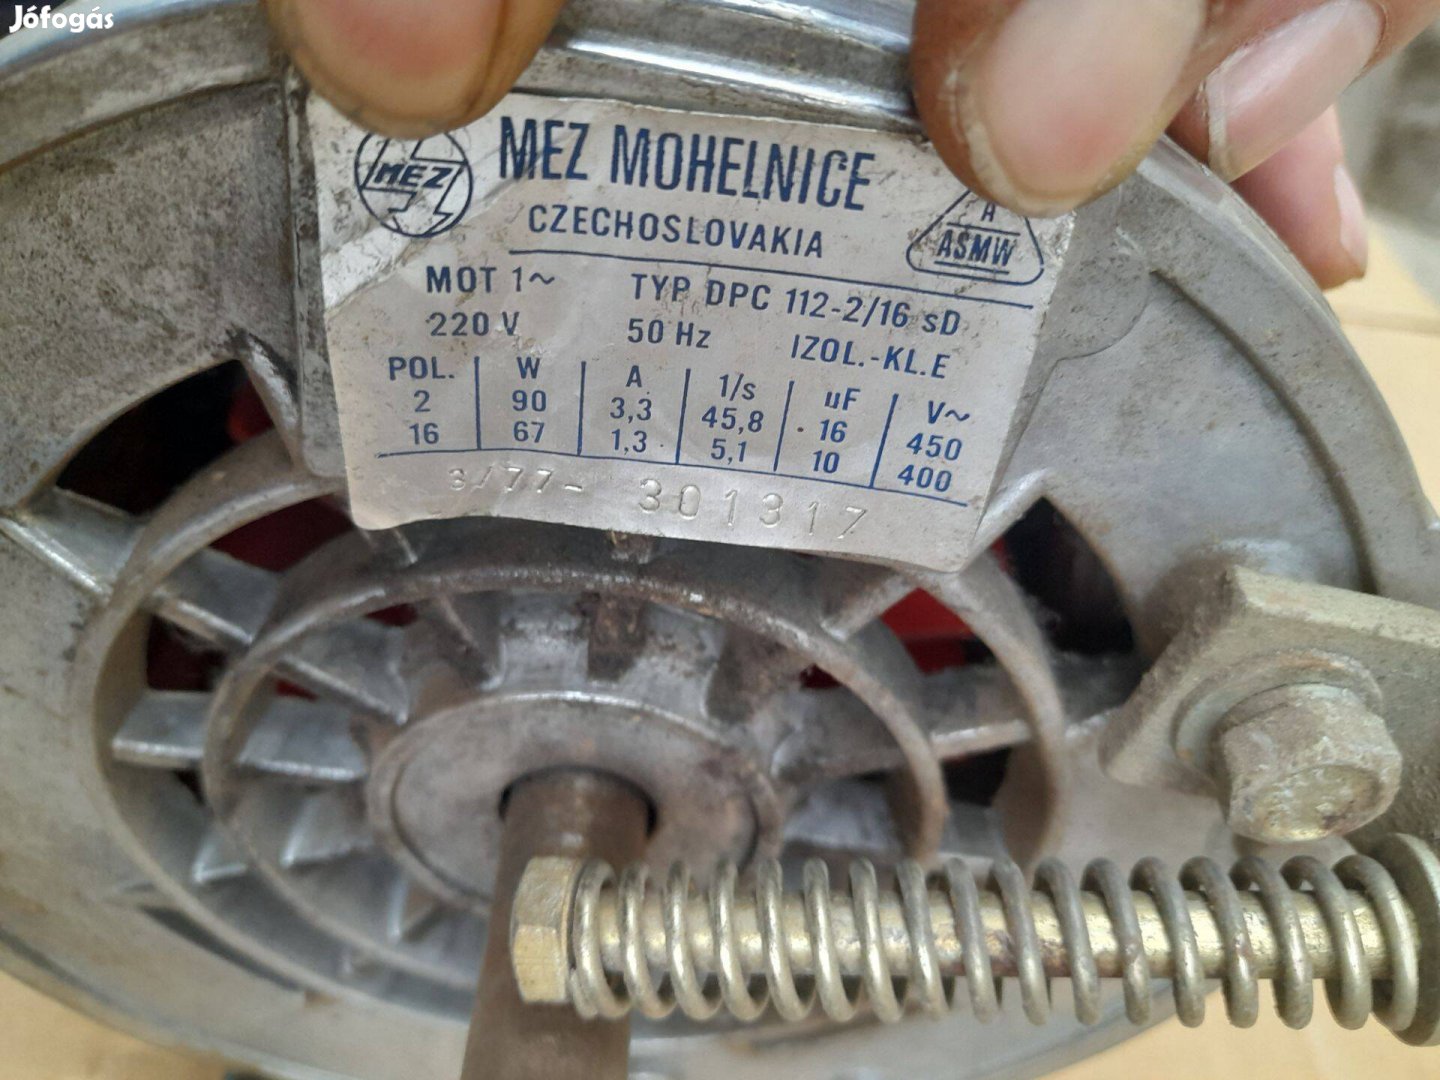 Jófogás
MEZ
MEZ MOHELNICE
CZECHOSLOVAKIA
A
ASMW
MOT 1~ TYP DPC 112-2/16 sD
220 V 50 Hz IZOL.-KL.E
POL. W A 1/s uF V~
2 90 3,3 45,8 16 450
16 67 1,3 5,1 10 400
3/77- 301317